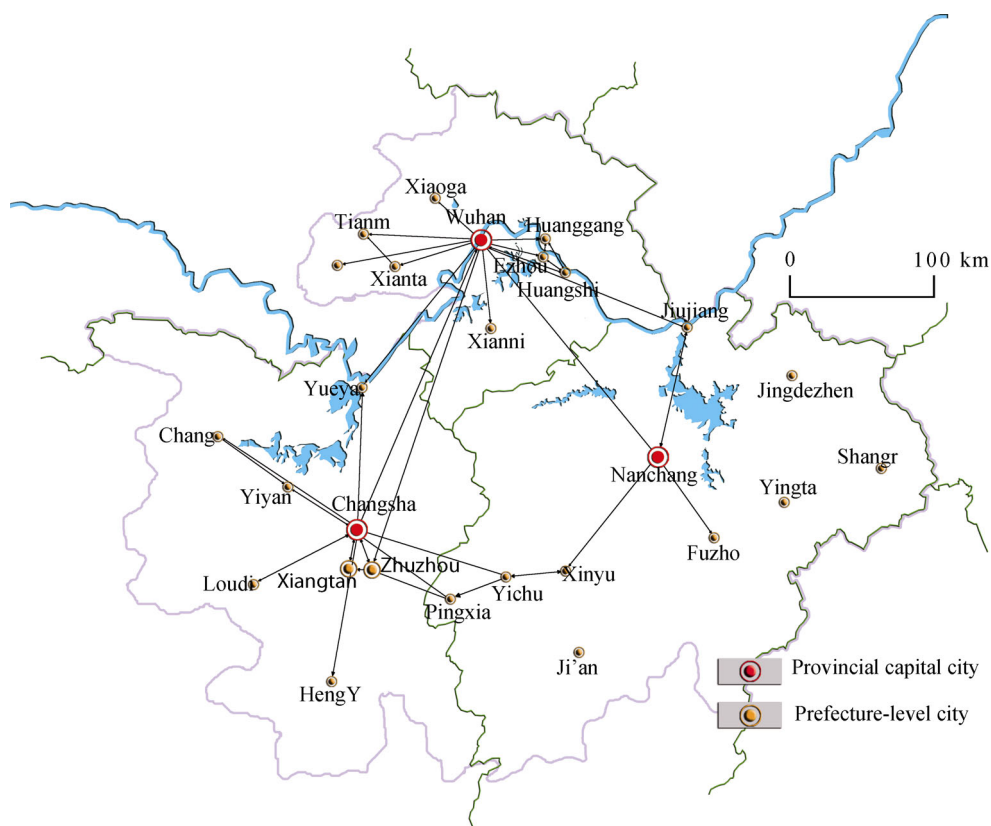 Xiaoga
Wuhan
Tianm
Huanggang
Xianta
Ezhou
Huangshi
0 100 km
Xianni
Jiujiang
Yueya
Jingdezhen
Chang
Shangr
Yiyan
Changsha
Nanchang
Yingta
Fuzho
Loudi
Xiangtan
Zhuzhou
Yichu
Xinyu
Pingxia
Ji'an
HengY
Provincial capital city
Prefecture-level city